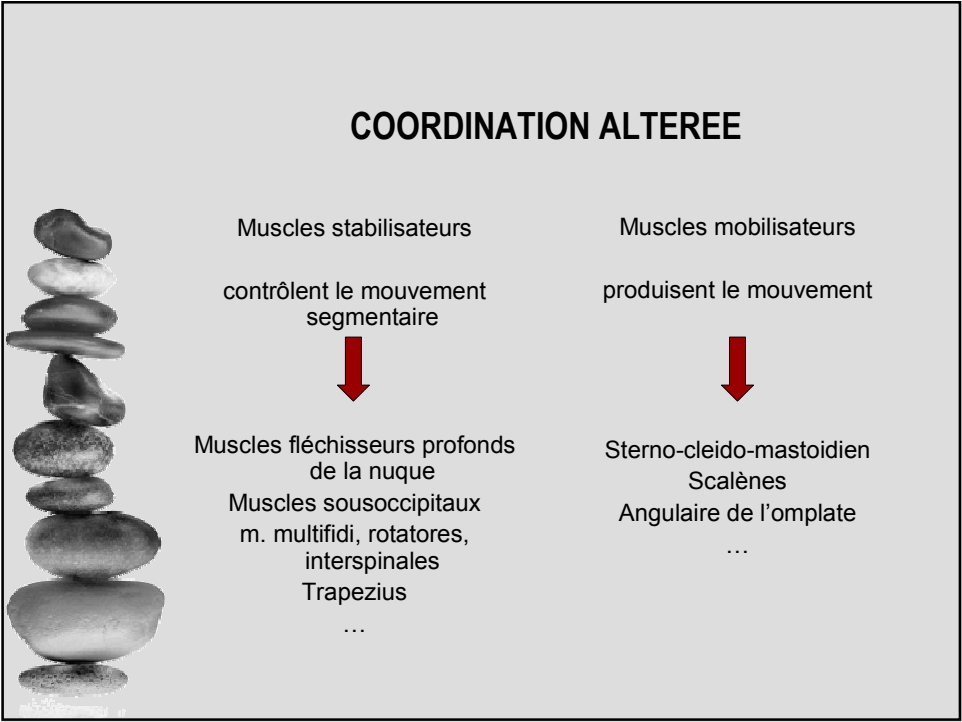 COORDINATION ALTEREE
Muscles stabilisateurs
contrôlent le mouvement
segmentaire
Muscles fléchisseurs profonds
de la nuque
Muscles sousoccipitaux
m. multifidi, rotatores,
interspinales
Trapezius
…
Muscles mobilisateurs
produisent le mouvement
Sterno-cleido-mastoidien
Scalènes
Angulaire de l’omplate
…